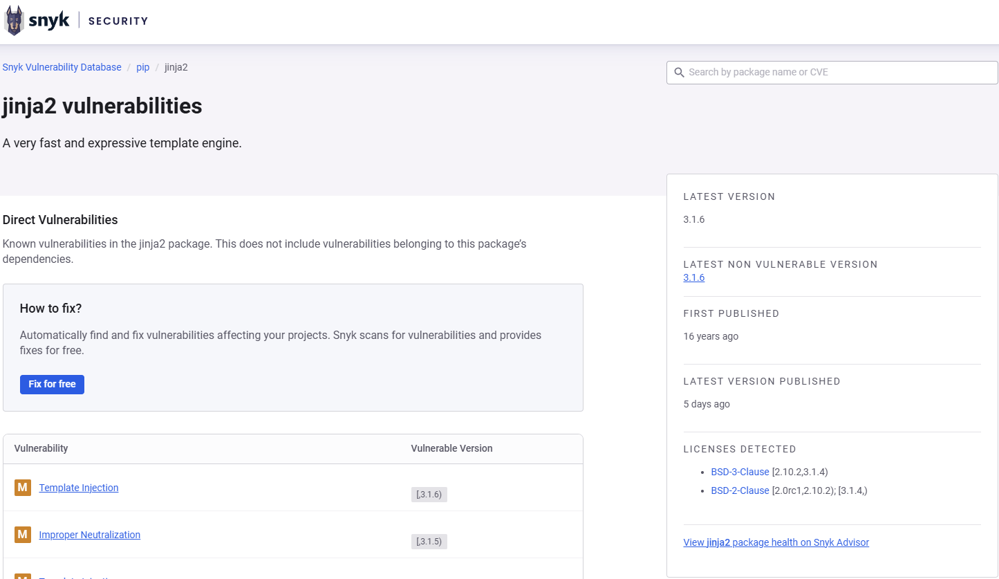 snyk | SECURITY
Snyk Vulnerability Database / pip / jinja2
Search by package name or CVE
jinja2 vulnerabilities
A very fast and expressive template engine.
Direct Vulnerabilities
Known vulnerabilities in the jinja2 package. This does not include vulnerabilities belonging to this package’s
dependencies.
How to fix?
Automatically find and fix vulnerabilities affecting your projects. Snyk scans for vulnerabilities and provides
fixes for free.
Fix for free
Vulnerability Vulnerable Version
M Template Injection [,3.1.6)
M Improper Neutralization [,3.1.5)
LATEST VERSION
3.1.6
LATEST NON VULNERABLE VERSION
3.1.6
FIRST PUBLISHED
16 years ago
LATEST VERSION PUBLISHED
5 days ago
LICENSES DETECTED
• BSD-3-Clause [2.10.2,3.1.4)
• BSD-2-Clause [2.0rc1,2.10.2); [3.1.4,)
View jinja2 package health on Snyk Advisor